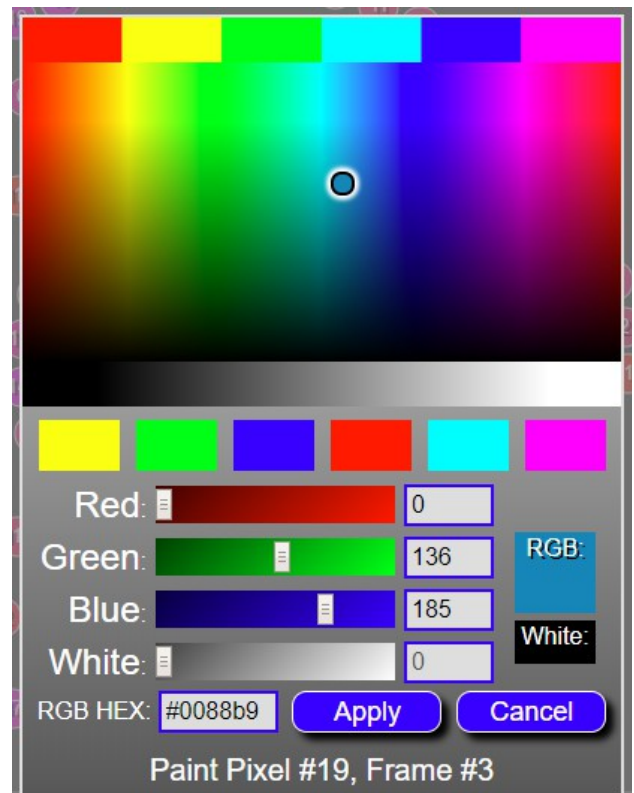 Red: 0
Green: 136
Blue: 185
RGB:
White: 0
White:
RGB HEX: #0088b9 Apply Cancel
Paint Pixel #19, Frame #3